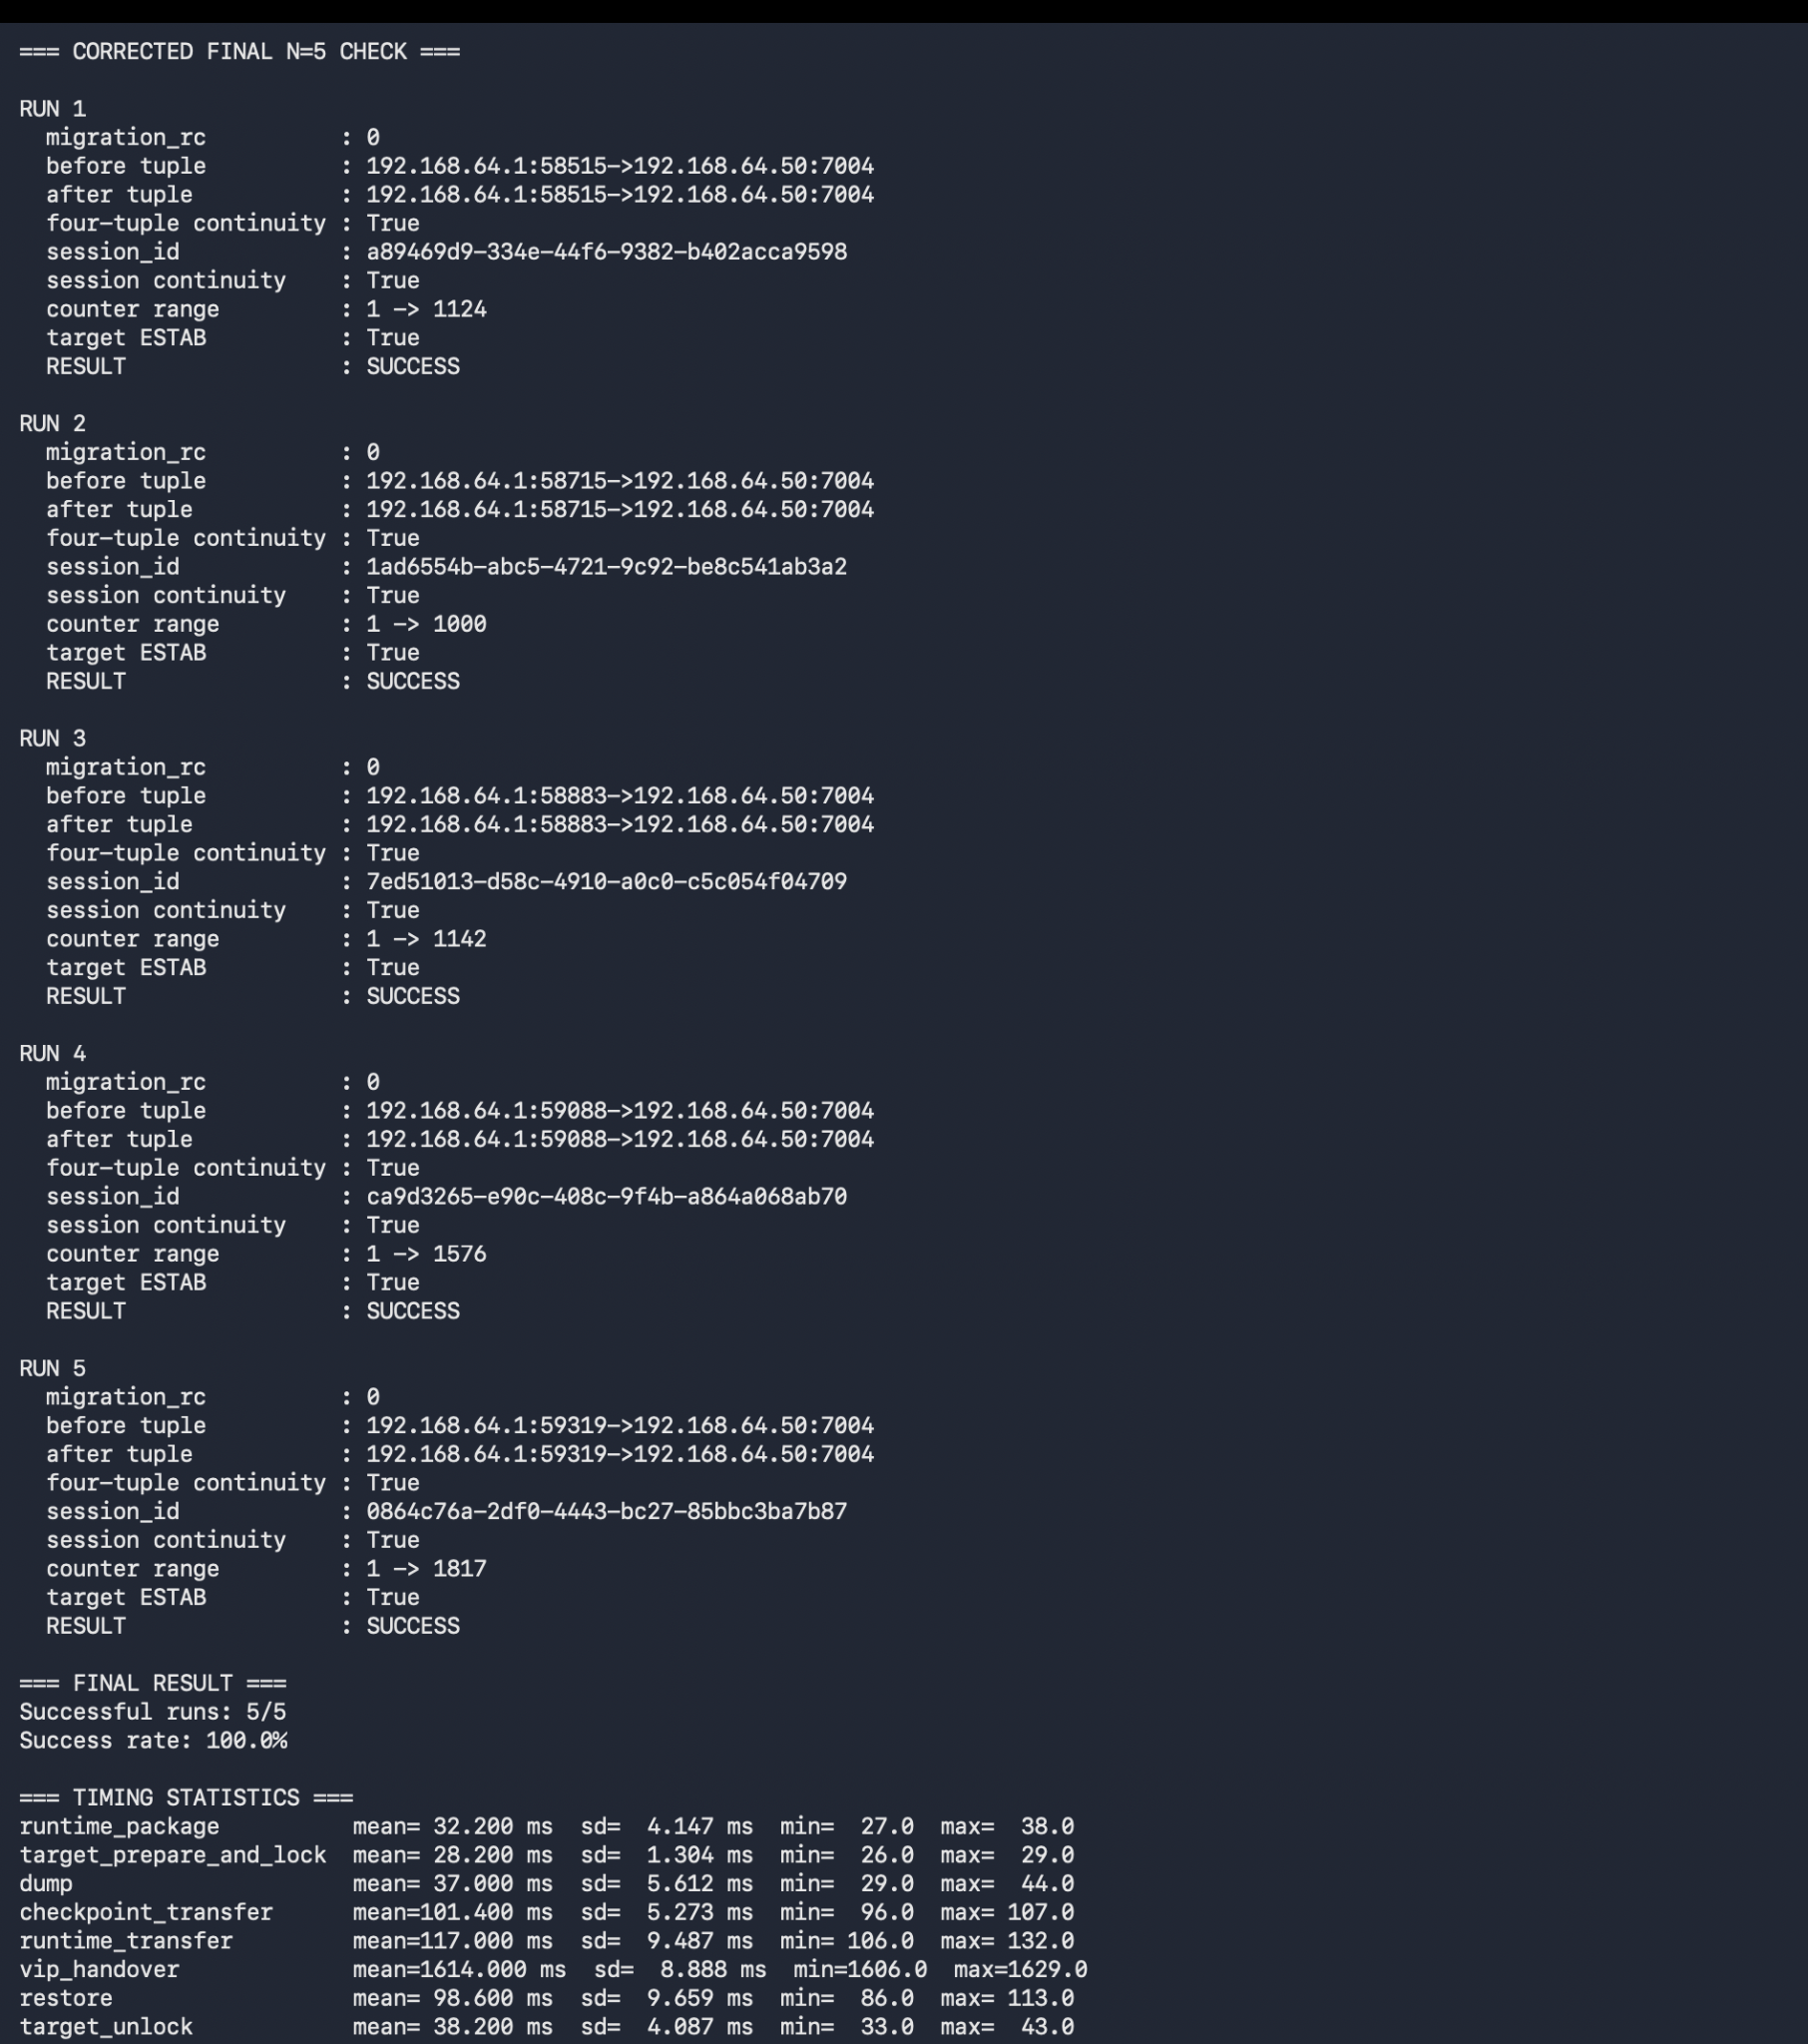 === CORRECTED FINAL N=5 CHECK ===
RUN 1
migration_rc : 0
before tuple : 192.168.64.1:58515->192.168.64.50:7004
after tuple : 192.168.64.1:58515->192.168.64.50:7004
four-tuple continuity : True
session_id : a89469d9-334e-44f6-9382-b402acca9598
session continuity : True
counter range : 1 -> 1124
target ESTAB : True
RESULT : SUCCESS
RUN 2
migration_rc : 0
before tuple : 192.168.64.1:58715->192.168.64.50:7004
after tuple : 192.168.64.1:58715->192.168.64.50:7004
four-tuple continuity : True
session_id : 1ad6554b-abc5-4721-9c92-be8c541ab3a2
session continuity : True
counter range : 1 -> 1000
target ESTAB : True
RESULT : SUCCESS
RUN 3
migration_rc : 0
before tuple : 192.168.64.1:58883->192.168.64.50:7004
after tuple : 192.168.64.1:58883->192.168.64.50:7004
four-tuple continuity : True
session_id : 7ed51013-d58c-4910-a0c0-c5c054f04709
session continuity : True
counter range : 1 -> 1142
target ESTAB : True
RESULT : SUCCESS
RUN 4
migration_rc : 0
before tuple : 192.168.64.1:59088->192.168.64.50:7004
after tuple : 192.168.64.1:59088->192.168.64.50:7004
four-tuple continuity : True
session_id : ca9d3265-e90c-408c-9f4b-a864a068ab70
session continuity : True
counter range : 1 -> 1576
target ESTAB : True
RESULT : SUCCESS
RUN 5
migration_rc : 0
before tuple : 192.168.64.1:59319->192.168.64.50:7004
after tuple : 192.168.64.1:59319->192.168.64.50:7004
four-tuple continuity : True
session_id : 0864c76a-2df0-4443-bc27-85bbc3ba7b87
session continuity : True
counter range : 1 -> 1817
target ESTAB : True
RESULT : SUCCESS
=== FINAL RESULT ===
Successful runs: 5/5
Success rate: 100.0%
=== TIMING STATISTICS ===
runtime_package mean= 32.200 ms sd= 4.147 ms min= 27.0 max= 38.0
target_prepare_and_lock mean= 28.200 ms sd= 1.304 ms min= 26.0 max= 29.0
dump mean= 37.000 ms sd= 5.612 ms min= 29.0 max= 44.0
checkpoint_transfer mean=101.400 ms sd= 5.273 ms min= 96.0 max= 107.0
runtime_transfer mean=117.000 ms sd= 9.487 ms min= 106.0 max= 132.0
vip_handover mean=1614.000 ms sd= 8.888 ms min=1606.0 max=1629.0
restore mean= 98.600 ms sd= 9.659 ms min= 86.0 max= 113.0
target_unlock mean= 38.200 ms sd= 4.087 ms min= 33.0 max= 43.0